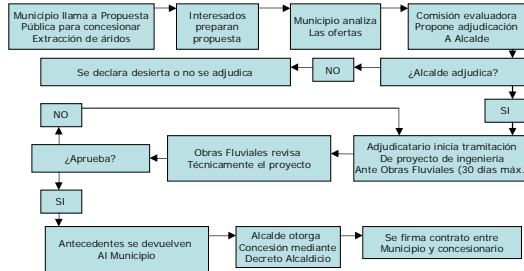 Municipio llama a Propuesta
Pública para concesionar
Extracción de áridos
Interesados
preparan
propuesta
Municipio analiza
Las ofertas
Comisión evaluadora
Propone adjudicación
A Alcalde
Se declara desierta o no se adjudica
NO
¿Alcalde adjudica?
SI
NO
¿Aprueba?
Obras Fluviales revisa
Técnicamente el proyecto
Adjudicatario inicia tramitación
De proyecto de ingeniería
Ante Obras Fluviales (30 días máx.
SI
Antecedentes se devuelven
Al Municipio
Alcalde otorga
Concesión mediante
Decreto Alcaldicio
Se firma contrato entre
Municipio y concesionario